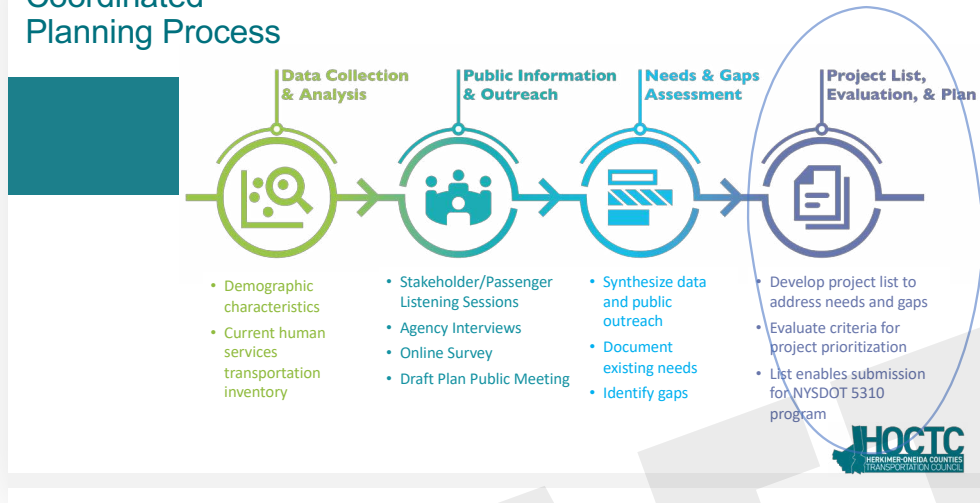 Coordinated
Planning Process
Data Collection
& Analysis
Public Information
& Outreach
Needs & Gaps
Assessment
Project List,
Evaluation, & Plan
• Demographic
characteristics
• Current human
services
transportation
inventory
• Stakeholder/Passenger
Listening Sessions
• Agency Interviews
• Online Survey
• Draft Plan Public Meeting
• Synthesize data
and public
outreach
• Document
existing needs
• Identify gaps
• Develop project list to
address needs and gaps
• Evaluate criteria for
project prioritization
• List enables submission
for NYSDOT 5310
program
HOCTC
HERKIMER-ONEIDA COUNTIES
TRANSPORTATION COUNCIL